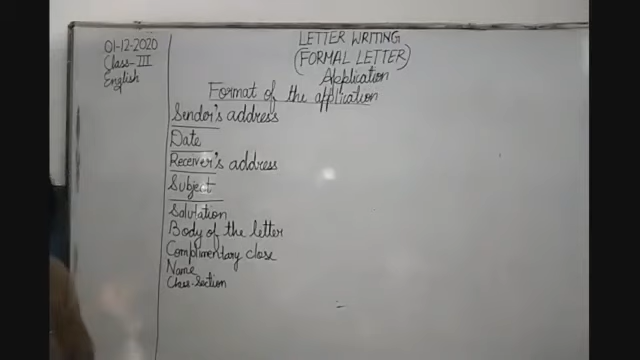 01-12-2020
Class-III
English
LETTER WRITING
(FORMAL LETTER)
Application
Format of the application
Sender's address
Date
Receiver's address
Subject
Salutation
Body of the letter
Complimentary close
Name
Class-Section